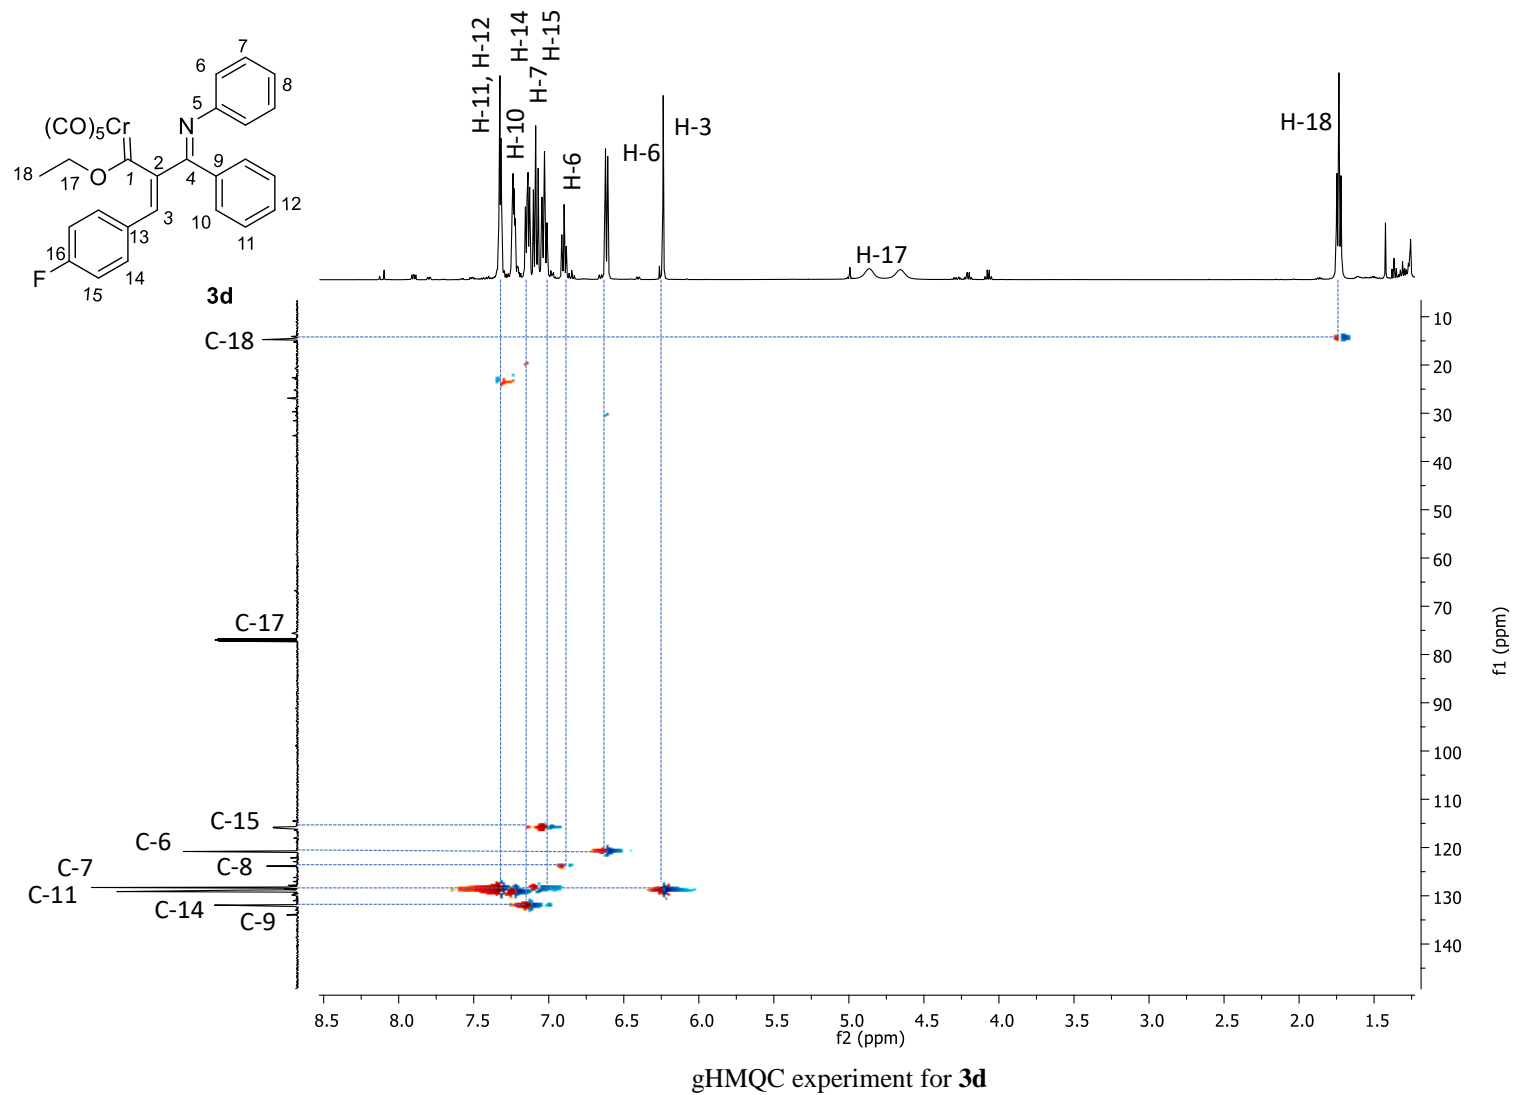 H-11, H-12
H-10
H-14
H-7
H-15
H-6
H-6
H-3
H-17
H-18
7
6
8
5
(CO)5Cr
N
18
17
O
1
2
4
9
3
10
12
11
13
16
14
F
15
3d
C-18
C-17
C-15
C-6
C-8
C-7
C-11
C-14
C-9
10
20
30
40
50
60
70
80
90
100
110
120
130
140
f1 (ppm)
8.5 8.0 7.5 7.0 6.5 6.0 5.5 5.0 4.5 4.0 3.5 3.0 2.5 2.0 1.5
f2 (ppm)
gHMQC experiment for 3d